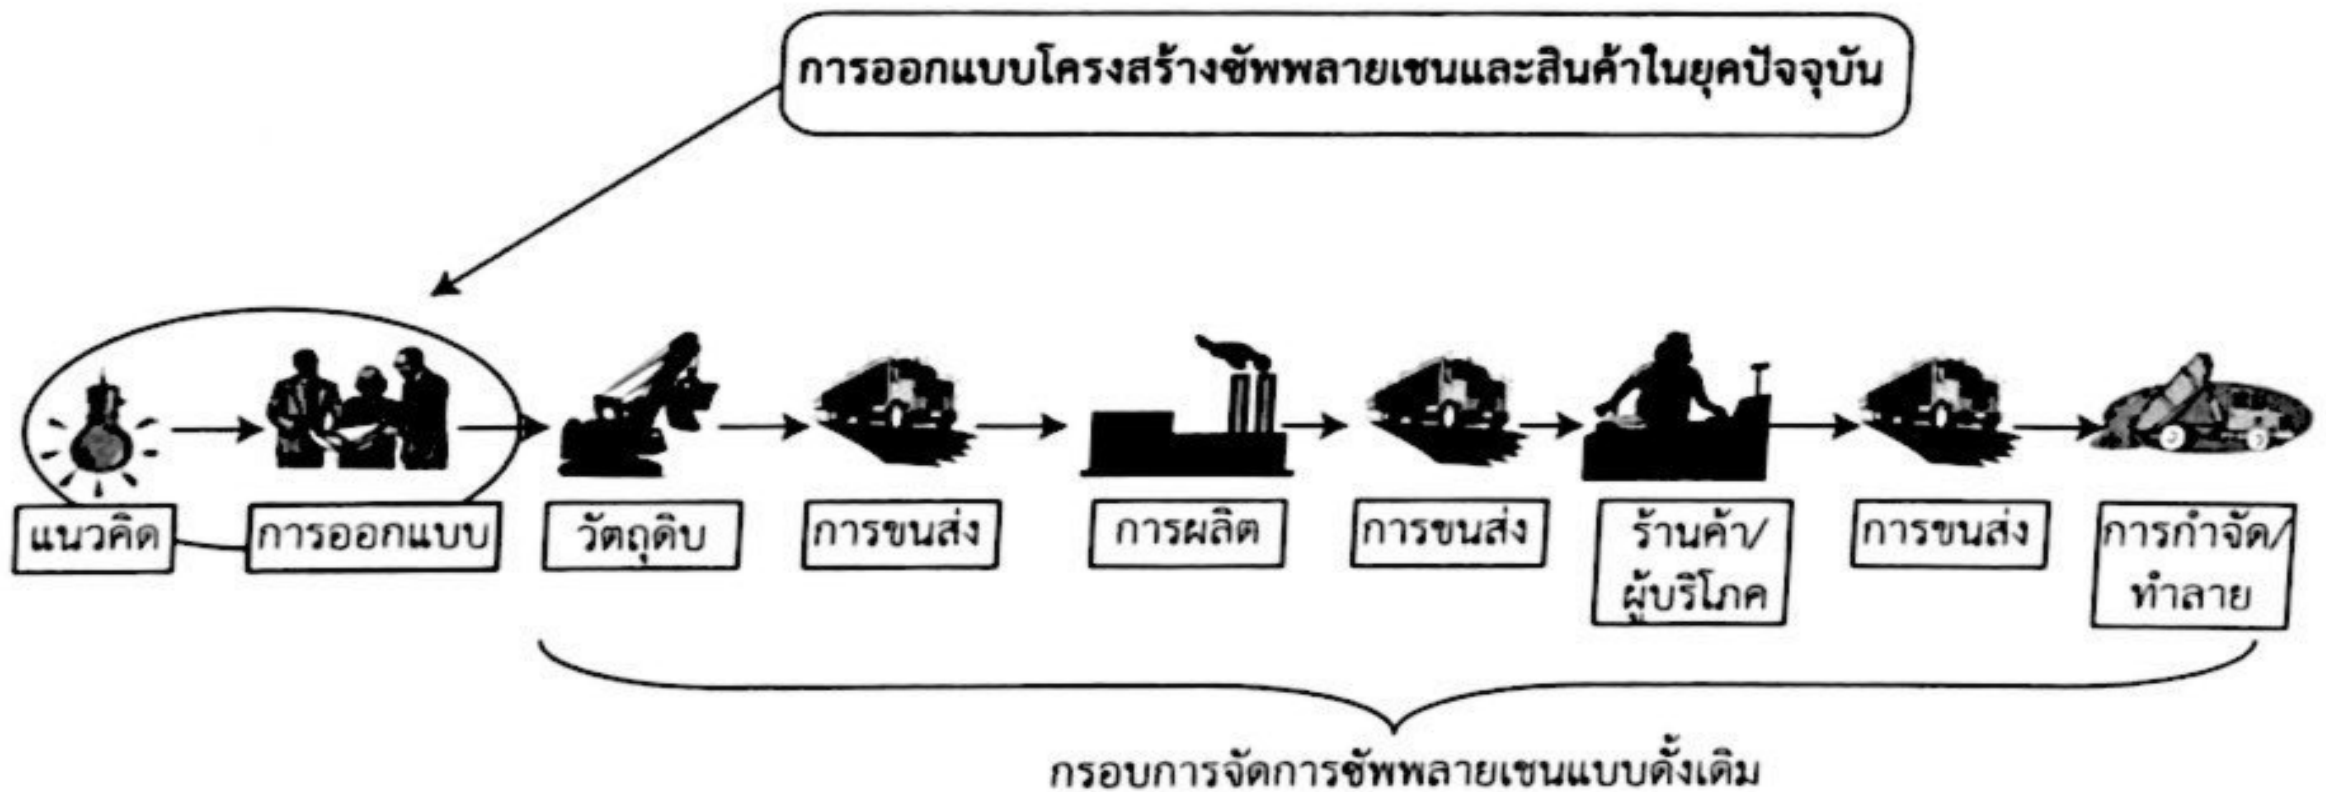 การออกแบบโครงสร้างซัพพลายเชนและสินค้าในยุคปัจจุบัน
แนวคิด
การออกแบบ
วัตถุดิบ
การขนส่ง
การผลิต
การขนส่ง
ร้านค้า/
ผู้บริโภค
การขนส่ง
การกำจัด/
ทำลาย
กรอบการจัดการซัพพลายเชนแบบดั้งเดิม